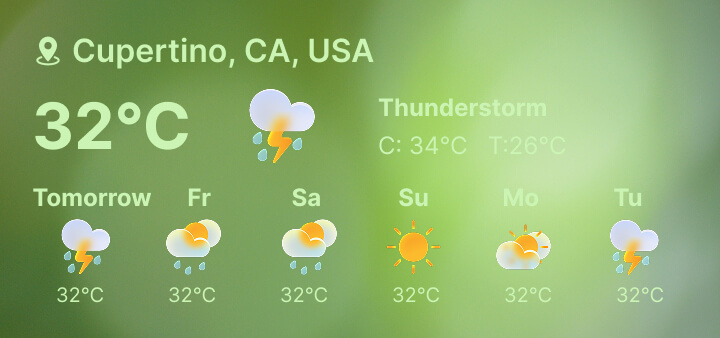 Cupertino, CA, USA
32°C
Thunderstorm
C: 34°C T:26°C
Tomorrow Fr Sa Su Mo Tu
32°C 32°C 32°C 32°C 32°C 32°C